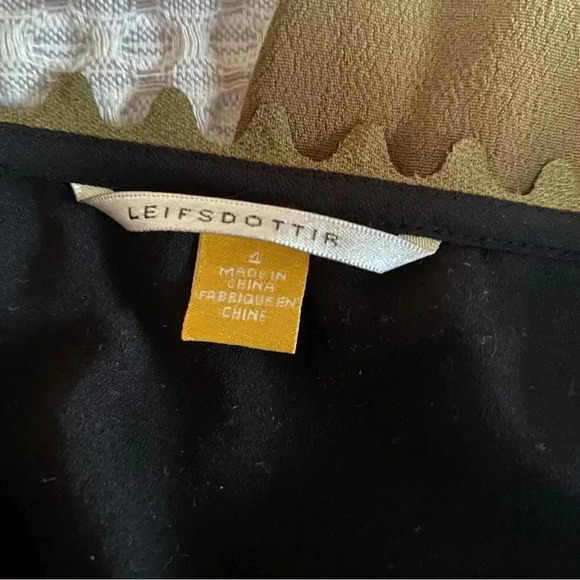 LEIFSDOTTIR
4
MADE IN
CHINA
FABRIQUE EN
CHINE